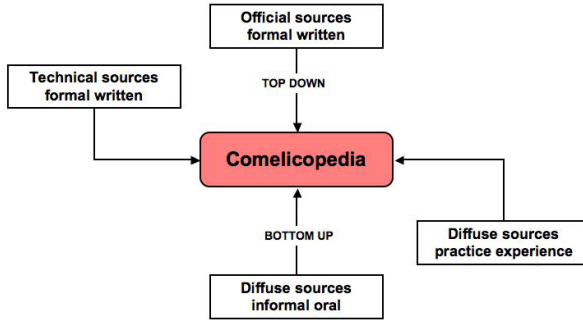 Official sources
formal written
Technical sources
formal written
TOP DOWN
Comelicopedia
BOTTOM UP
Diffuse sources
practice experience
Diffuse sources
informal oral